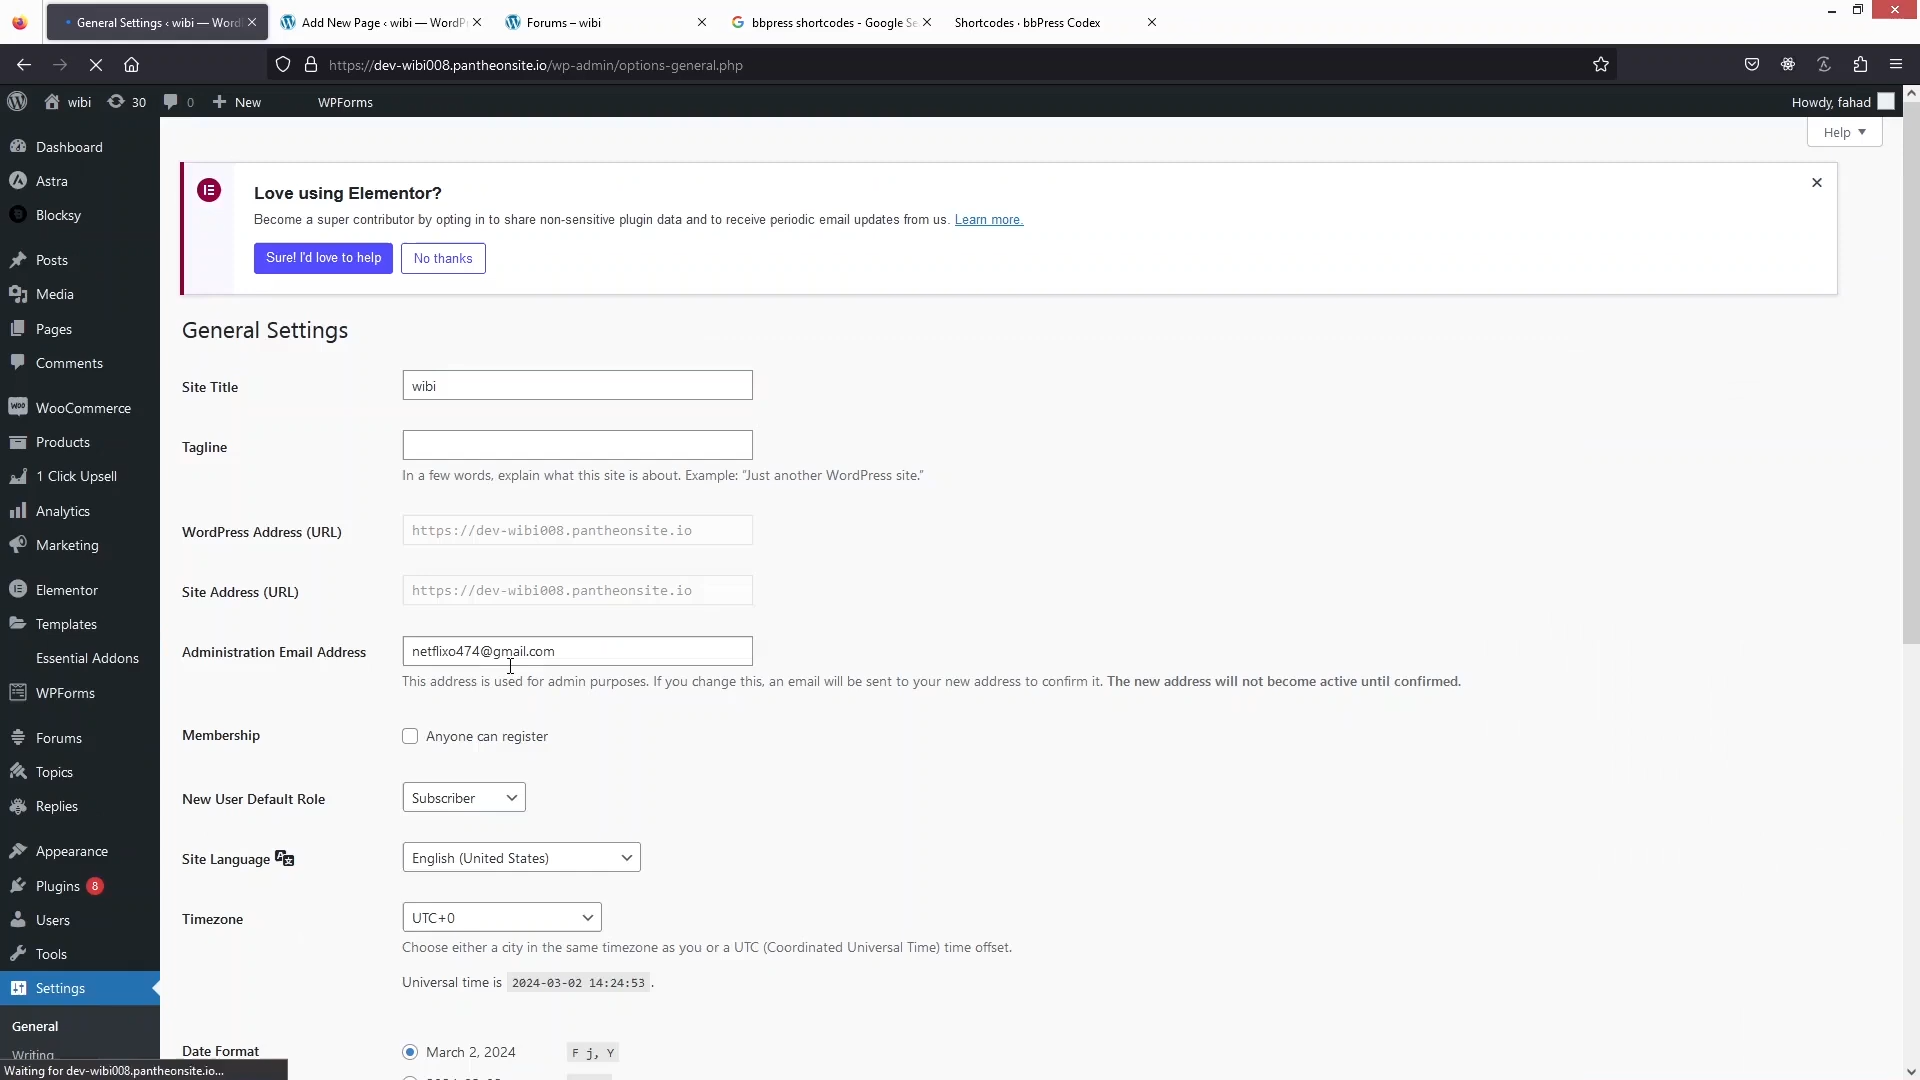 General Settings ‹ wibi — Word
Add New Page ‹ wibi — WordP
Forums – wibi
bbpress shortcodes - Google Se
Shortcodes · bbPress Codex
https://dev-wibi008.pantheonsite.io/wp-admin/options-general.php
wibi
30
0
New
WPForms
Howdy, fahad
Help
Dashboard
Astra
Blocksy
Posts
Media
Pages
Comments
WooCommerce
Products
1 Click Upsell
Analytics
Marketing
Elementor
Templates
Essential Addons
WPForms
Forums
Topics
Replies
Appearance
Plugins 8
Users
Tools
Settings
General
Writing
Waiting for dev-wibi008.pantheonsite.io...
Love using Elementor?
Become a super contributor by opting in to share non-sensitive plugin data and to receive periodic email updates from us. Learn more.
Sure! I'd love to help
No thanks
General Settings
Site Title
wibi
Tagline
In a few words, explain what this site is about. Example: “Just another WordPress site.”
WordPress Address (URL)
https://dev-wibi008.pantheonsite.io
Site Address (URL)
https://dev-wibi008.pantheonsite.io
Administration Email Address
netflixo474@gmail.com
This address is used for admin purposes. If you change this, an email will be sent to your new address to confirm it. The new address will not become active until confirmed.
Membership
Anyone can register
New User Default Role
Subscriber
Site Language
English (United States)
Timezone
UTC+0
Choose either a city in the same timezone as you or a UTC (Coordinated Universal Time) time offset.
Universal time is 2024-03-02 14:24:53 .
Date Format
March 2, 2024
F j, Y